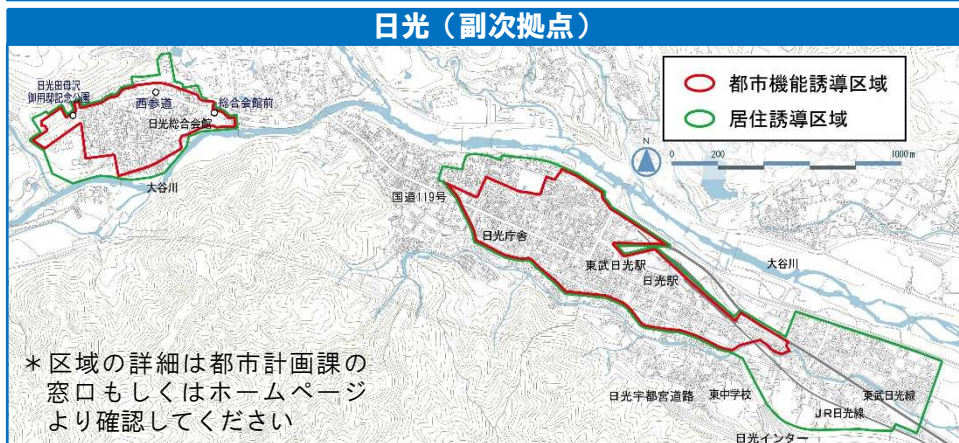 日光（副次拠点）
都市機能誘導区域
居住誘導区域
日光田母沢
御用邸記念公園
西参道
総合会館前
日光総合会館
大谷川
N
0
200
1000m
国道119号
日光庁舎
東武日光駅
日光駅
大谷川
＊区域の詳細は都市計画課の
窓口もしくはホームページ
より確認してください
日光宇都宮道路
東中学校
東武日光線
JR日光線
日光インター